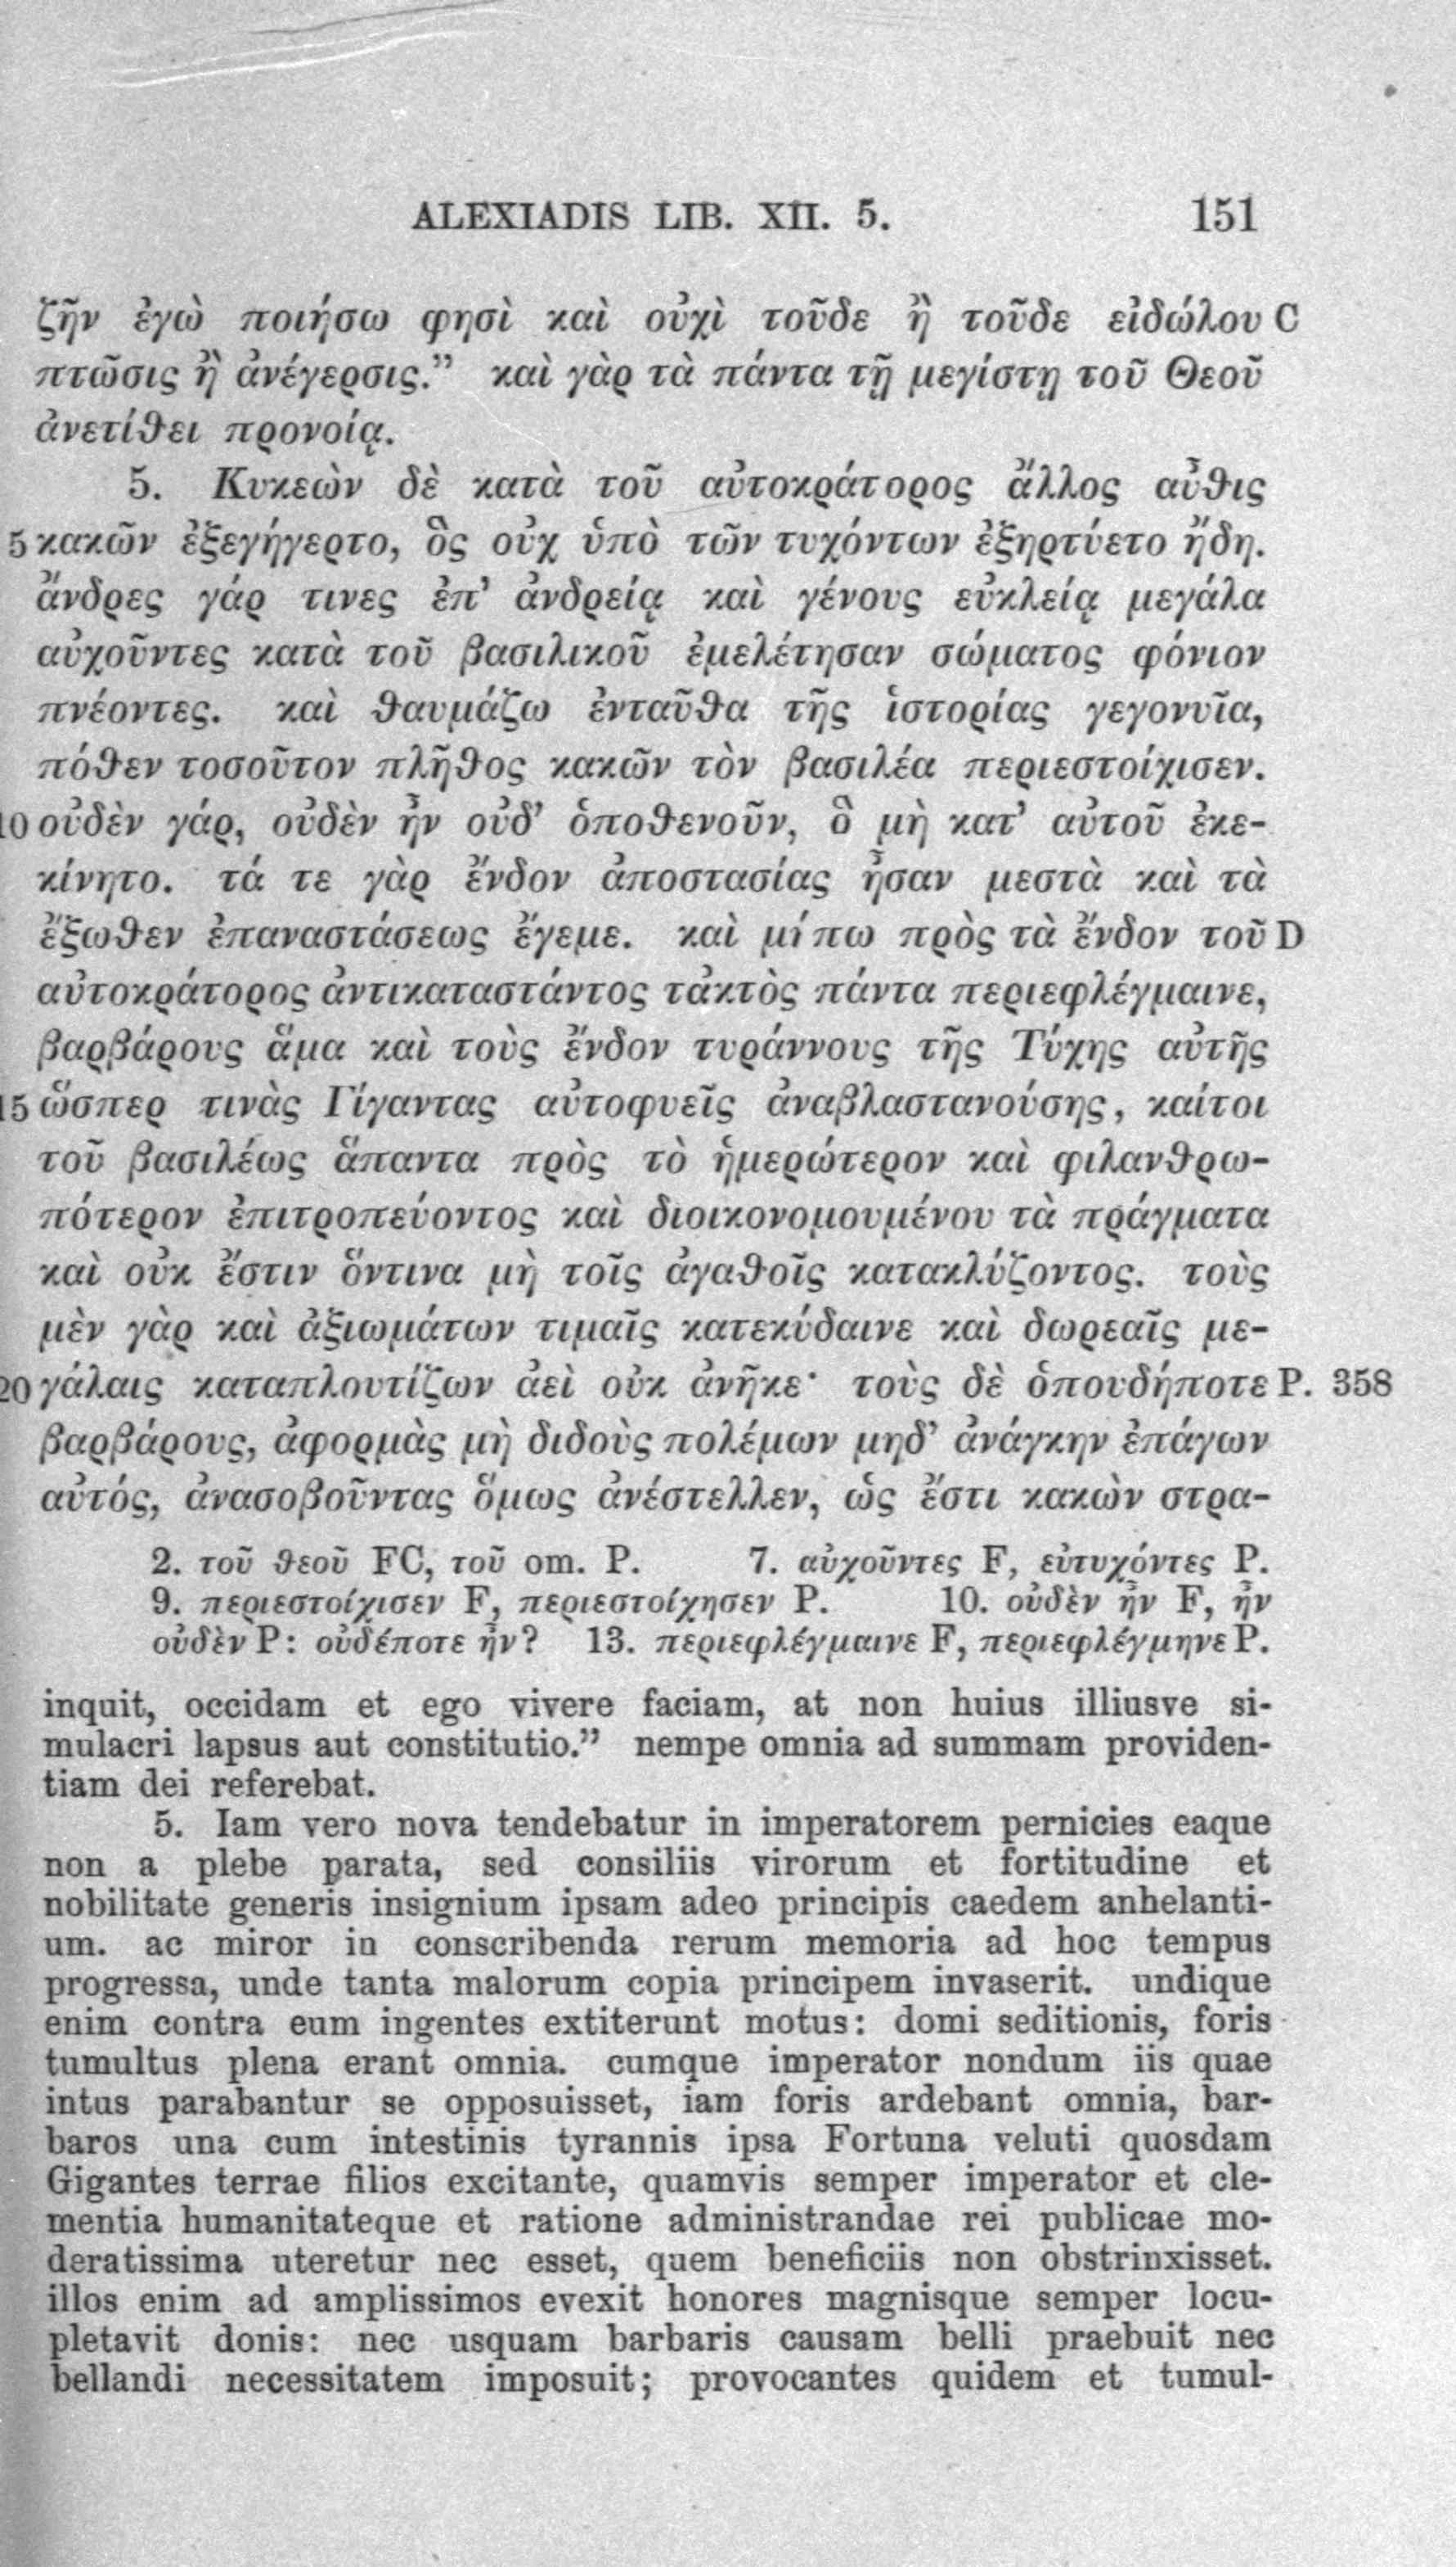 ALEXIADIS LIB. XII. 5. 151
ζῆν ἐγὼ ποιήσω φησὶ καὶ οὐχὶ τοῦδε ἢ τοῦδε εἰδώλου C
πτῶσις ἢ ἀνέγερσις.” καὶ γὰρ τὰ πάντα τῇ μεγίστῃ τοῦ Θεοῦ
ἀνετίθει προνοίᾳ.
5. Κυκεὼν δὲ κατὰ τοῦ αὐτοκράτορος ἄλλος αὖθις
5 κακῶν ἐξεγήγερτο, ὃς οὐχ ὑπὸ τῶν τυχόντων ἐξηρτύετο ἤδη.
ἄνδρες γάρ τινες ἐπ’ ἀνδρείᾳ καὶ γένους εὐκλείᾳ μεγάλα
αὐχοῦντες κατὰ τοῦ βασιλικοῦ ἐμελέτησαν σώματος φόνιον
πνέοντες. καὶ θαυμάζω ἐνταῦθα τῆς ἱστορίας γεγονυῖα,
πόθεν τοσοῦτον πλῆθος κακῶν τὸν βασιλέα περιεστοίχισεν.
10 οὐδὲν γάρ, οὐδὲν ἦν οὐδ’ ὁποθενοῦν, ὃ μὴ κατ’ αὐτοῦ ἐκε-
κίνητο. τά τε γὰρ ἔνδον ἀποστασίας ἦσαν μεστὰ καὶ τὰ
ἔξωθεν ἐπαναστάσεως ἔγεμε. καὶ μήπω πρὸς τὰ ἔνδον τοῦ D
αὐτοκράτορος ἀντικαταστάντος τἀκτὸς πάντα περιεφλέγμαινε,
βαρβάρους ἅμα καὶ τοὺς ἔνδον τυράννους τῆς Τύχης αὐτῆς
15 ὥσπερ τινὰς Γίγαντας αὐτοφυεῖς ἀναβλαστανούσης, καίτοι
τοῦ βασιλέως ἅπαντα πρὸς τὸ ἡμερώτερον καὶ φιλανθρω-
πότερον ἐπιτροπεύοντος καὶ διοικονομουμένου τὰ πράγματα
καὶ οὐκ ἔστιν ὅντινα μὴ τοῖς ἀγαθοῖς κατακλύζοντος. τοὺς
μὲν γὰρ καὶ ἀξιωμάτων τιμαῖς κατεκύδαινε καὶ δωρεαῖς με-
20 γάλαις καταπλουτίζων ἀεὶ οὐκ ἀνῆκε· τοὺς δὲ ὁπουδήποτε P. 358
βαρβάρους, ἀφορμὰς μὴ διδοὺς πολέμων μηδ’ ἀνάγκην ἐπάγων
αὐτός, ἀνασοβοῦντας ὅμως ἀνέστελλεν, ὡς ἔστι κακὼν στρα-
2. τοῦ θεοῦ FC, τοῦ om. P. 7. αὐχοῦντες F, εὐτυχόντες P.
9. περιεστοίχισεν F, περιεστοίχησεν P. 10. οὐδὲν ἦν F, ἦν
οὐδὲν P: οὐδέποτε ἦν? 13. περιεφλέγμαινε F, περιεφλέγμηνε P.
inquit, occidam et ego vivere faciam, at non huius illiusve si-
mulacri lapsus aut constitutio.” nempe omnia ad summam providen-
tiam dei referebat.
5. Iam vero nova tendebatur in imperatorem pernicies eaque
non a plebe parata, sed consiliis virorum et fortitudine et
nobilitate generis insignium ipsam adeo principis caedem anhelanti-
um. ac miror in conscribenda rerum memoria ad hoc tempus
progressa, unde tanta malorum copia principem invaserit. undique
enim contra eum ingentes extiterunt motus: domi seditionis, foris
tumultus plena erant omnia. cumque imperator nondum iis quae
intus parabantur se opposuisset, iam foris ardebant omnia, bar-
baros una cum intestinis tyrannis ipsa Fortuna veluti quosdam
Gigantes terrae filios excitante, quamvis semper imperator et cle-
mentia humanitateque et ratione administrandae rei publicae mo-
deratissima uteretur nec esset, quem beneficiis non obstrinxisset.
illos enim ad amplissimos evexit honores magnisque semper locu-
pletavit donis: nec usquam barbaris causam belli praebuit nec
bellandi necessitatem imposuit; provocantes quidem et tumul-